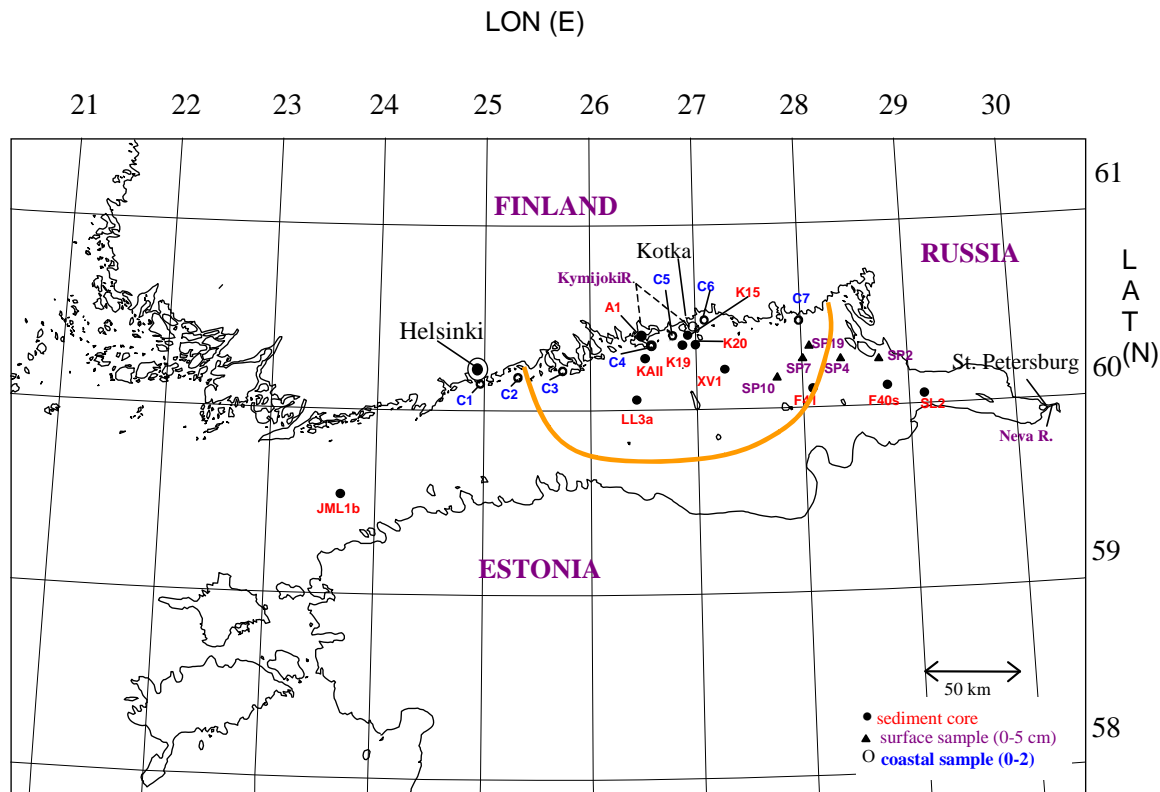 LON (E)
21 22 23 24 25 26 27 28 29 30
61
FINLAND
Kotka
RUSSIA
L
A
T
(N)
KymijokiR.
C5
C6
K15
C7
A1
Helsinki
K20
SP19
C4
K19
KAII
SP7
SP4
SP2
St. Petersburg
60
XV1
SP10
C1
C2
C3
LL3a
F41
F40s
SL2
Neva R.
JML1b
59
ESTONIA
50 km
sediment core
surface sample (0-5 cm)
coastal sample (0-2)
58